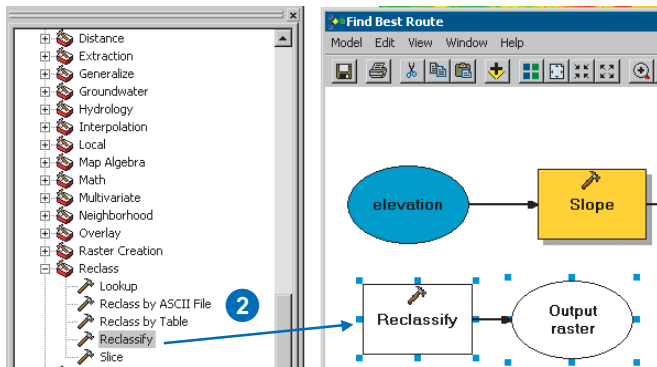 Distance
Extraction
Generalize
Groundwater
Hydrology
Interpolation
Local
Map Algebra
Math
Multivariate
Neighborhood
Overlay
Raster Creation
Reclass
Lookup
Reclass by ASCII File
Reclass by Table
Reclassify
Slice
2
Find Best Route
Model Edit View Window Help
elevation
Slope
Reclassify
Output
raster